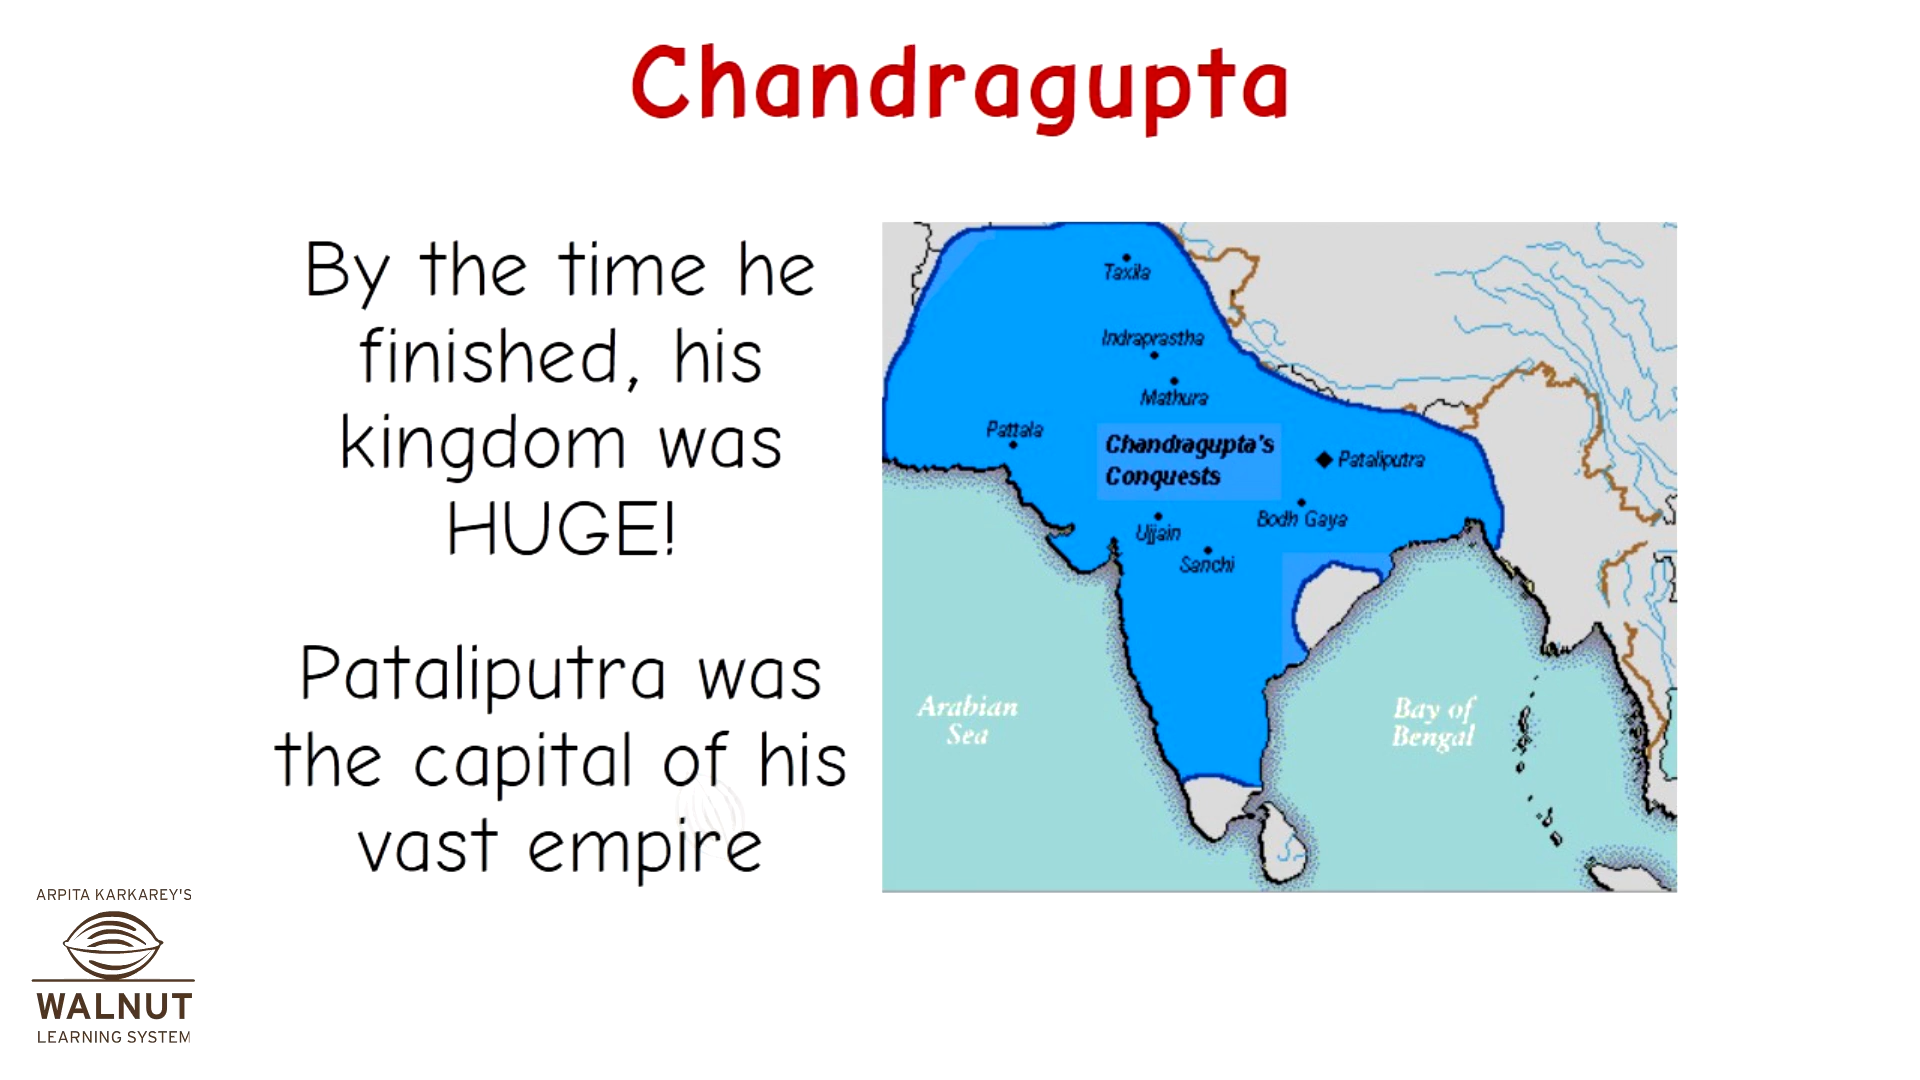 Chandragupta
By the time he
finished, his
kingdom was
HUGE!
Pataliputra was
the capital of his
vast empire
Taxila
Indraprastha
Mathura
Pattala
Chandragupta's
Conquests
Pataliputra
Bodh Gaya
Ujjain
Sanchi
Arabian
Sea
Bay of
Bengal
ARPITA KARKAREY'S
WALNUT
LEARNING SYSTEM